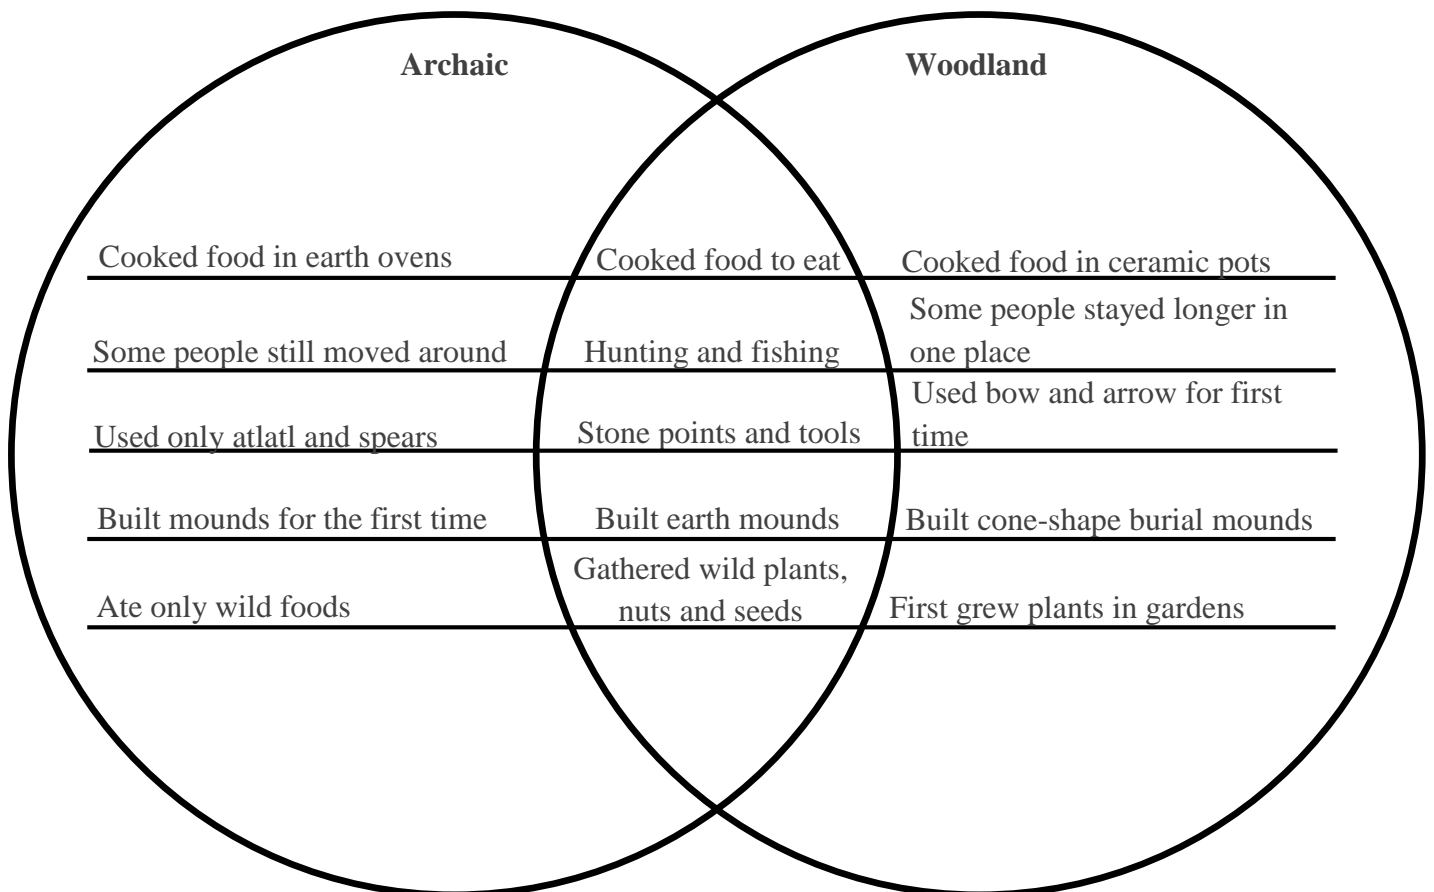 Archaic
Woodland
Cooked food in earth ovens
Cooked food to eat
Cooked food in ceramic pots
Some people still moved around
Hunting and fishing
Some people stayed longer in
one place
Used only atlatl and spears
Stone points and tools
Used bow and arrow for first
time
Built mounds for the first time
Built earth mounds
Built cone-shape burial mounds
Ate only wild foods
Gathered wild plants,
nuts and seeds
First grew plants in gardens